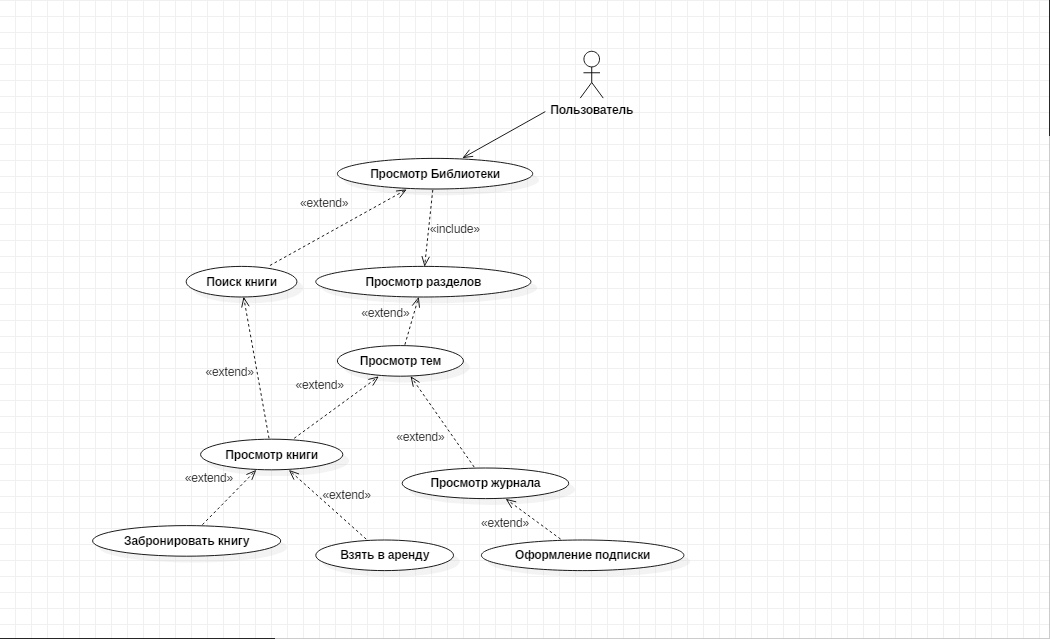 Пользователь
Просмотр Библиотеки
«extend»
«include»
Поиск книги
Просмотр разделов
«extend»
Просмотр тем
«extend»
«extend»
«extend»
Просмотр книги
«extend»
Просмотр журнала
«extend»
«extend»
Забронировать книгу
Взять в аренду
Оформление подписки